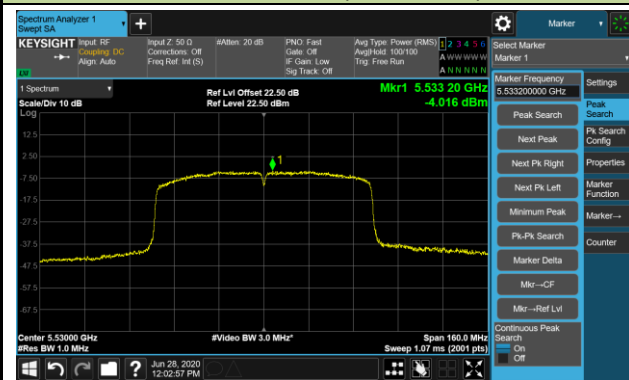 Spectrum Analyzer 1
Swept SA
Marker
KEYSIGHT
Input: RF
Coupling: DC
Align: Auto
Input Z: 50 Ω
Corrections: Off
Freq Ref: Int (S)
#Atten: 20 dB
PNO: Fast
Gate: Off
IF Gain: Low
Sig Track: Off
Avg Type: Power (RMS)
Avg|Hold: 100/100
Trig: Free Run
1 2 3 4 5 6
A W W W W W
A N N N N N
LXI
Select Marker
Marker 1
1 Spectrum
Scale/Div 10 dB
Log
Ref Lvl Offset 22.50 dB
Ref Level 22.50 dBm
Mkr1 5.533 20 GHz
-4.016 dBm
12.5
2.50
-7.50
-17.5
-27.5
-37.5
-47.5
-57.5
-67.5
1
Center 5.53000 GHz
#Res BW 1.0 MHz
#Video BW 3.0 MHz*
Span 160.0 MHz
Sweep 1.07 ms (2001 pts)
Marker Frequency
5.533200000 GHz
Peak Search
Next Peak
Next Pk Right
Next Pk Left
Minimum Peak
Pk-Pk Search
Marker Delta
Mkr→CF
Mkr→Ref Lvl
Continuous Peak
Search
On
Off
Settings
Peak
Search
Pk Search
Config
Properties
Marker
Function
Marker→
Counter
Jun 28, 2020
12:02:57 PM